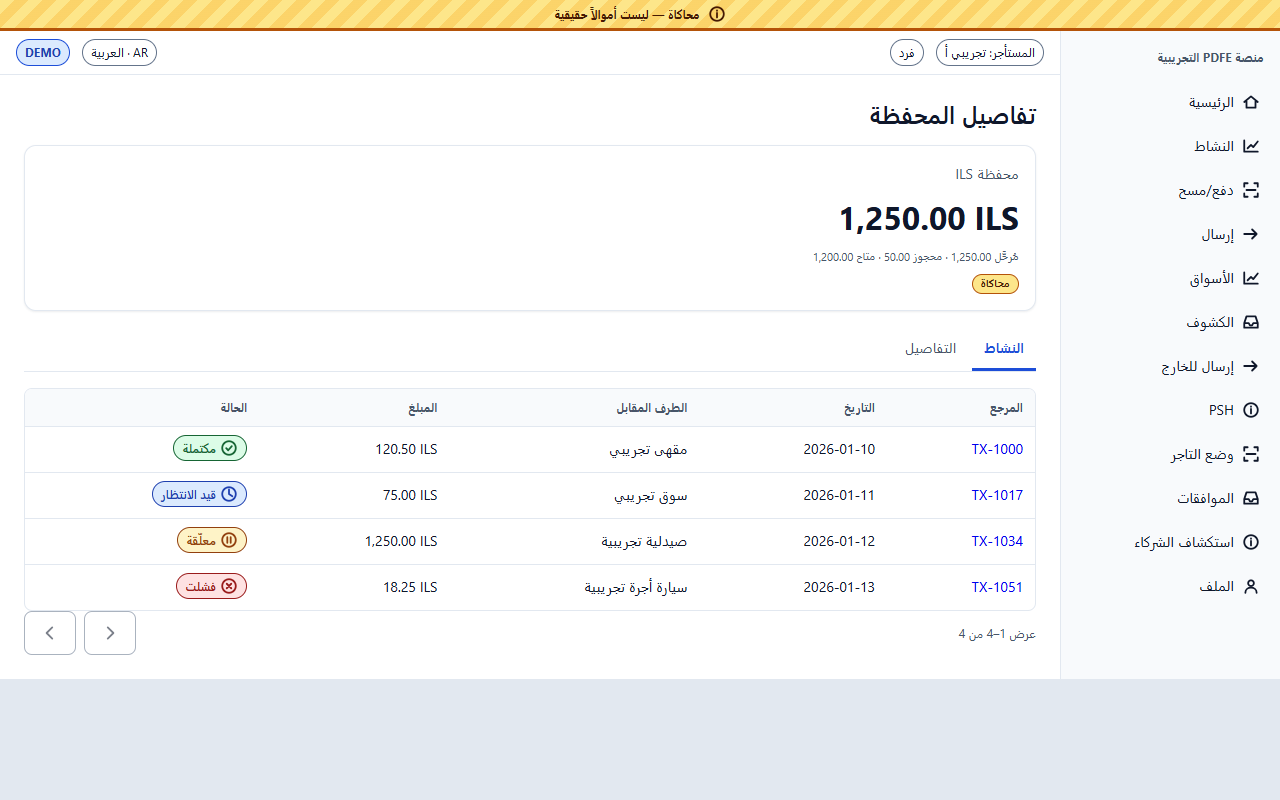 محاكاة — ليست أموالاً حقيقية
منصة PDFE التجريبية
الرئيسية
النشاط
دفع/مسح
إرسال
الأسواق
الكشوف
إرسال للخارج
PSH
وضع التاجر
الموافقات
استكشاف الشركاء
الملف
المستأجر: تجريبي أ
فرد
AR · العربية
DEMO
تفاصيل المحفظة
محفظة ILS
1,250.00 ILS
مُرحَّل 1,250.00 · محجوز 50.00 · متاح 1,200.00
محاكاة
النشاط التفاصيل
المرجع التاريخ الطرف المقابل المبلغ الحالة
TX-1000 2026-01-10 مقهى تجريبي 120.50 ILS مكتملة
TX-1017 2026-01-11 سوق تجريبي 75.00 ILS قيد الانتظار
TX-1034 2026-01-12 صيدلية تجريبية 1,250.00 ILS معلّقة
TX-1051 2026-01-13 سيارة أجرة تجريبية 18.25 ILS فشلت
عرض 1–4 من 4